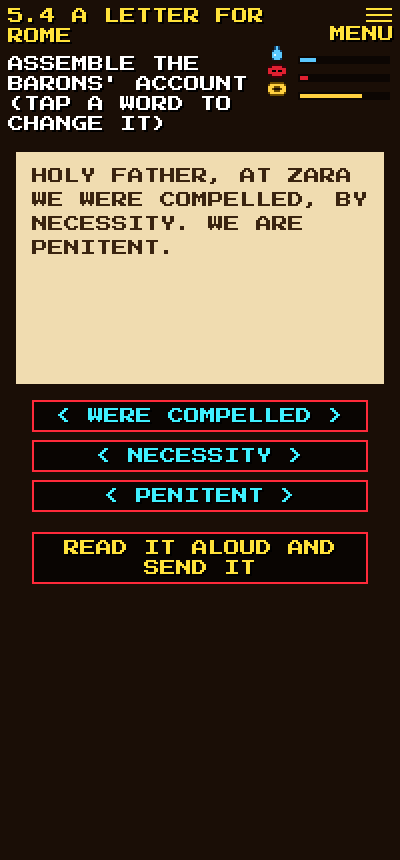 5.4 A LETTER FOR
ROME
MENU
ASSEMBLE THE
BARONS' ACCOUNT
(TAP A WORD TO
CHANGE IT)
HOLY FATHER, AT ZARA
WE WERE COMPELLED, BY
NECESSITY. WE ARE
PENITENT.
< WERE COMPELLED >
< NECESSITY >
< PENITENT >
READ IT ALOUD AND
SEND IT